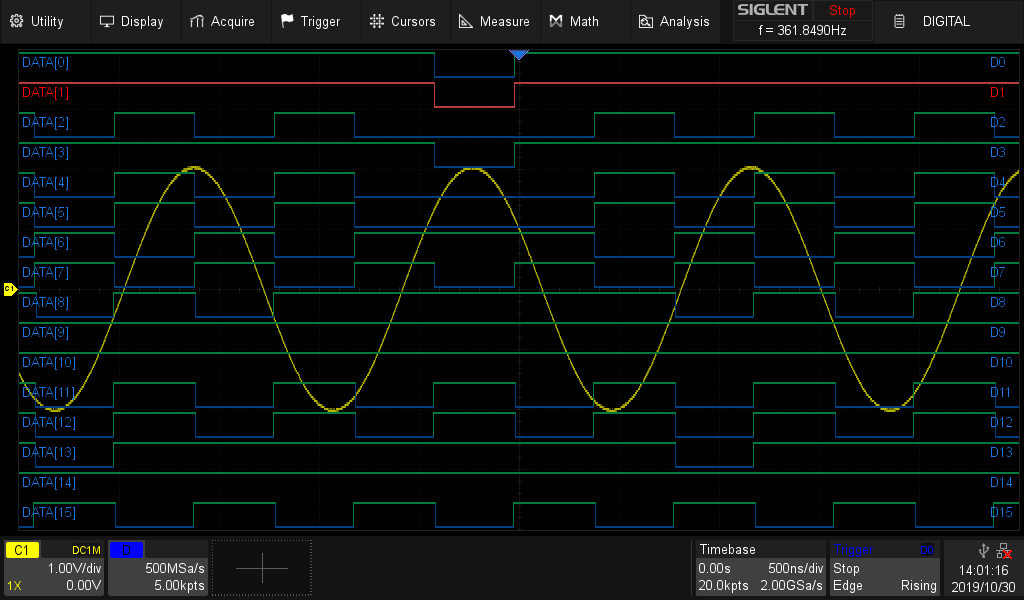 Utility Display Acquire Trigger Cursors Measure Math Analysis SIGLENT Stop DIGITAL
f = 361.8490Hz
DATA[0] D0
DATA[1] D1
DATA[2] D2
DATA[3] D3
DATA[4] D4
DATA[5] D5
DATA[6] D6
DATA[7] D7
C1
DATA[8] D8
DATA[9] D9
DATA[10] D10
DATA[11] D11
DATA[12] D12
DATA[13] D13
DATA[14] D14
DATA[15] D15
C1 DC1M D Timebase Trigger D0
1.00V/div 500MSa/s 0.00s 500ns/div Stop 14:01:16
1X 0.00V 5.00kpts 20.0kpts 2.00GSa/s Edge Rising 2019/10/30